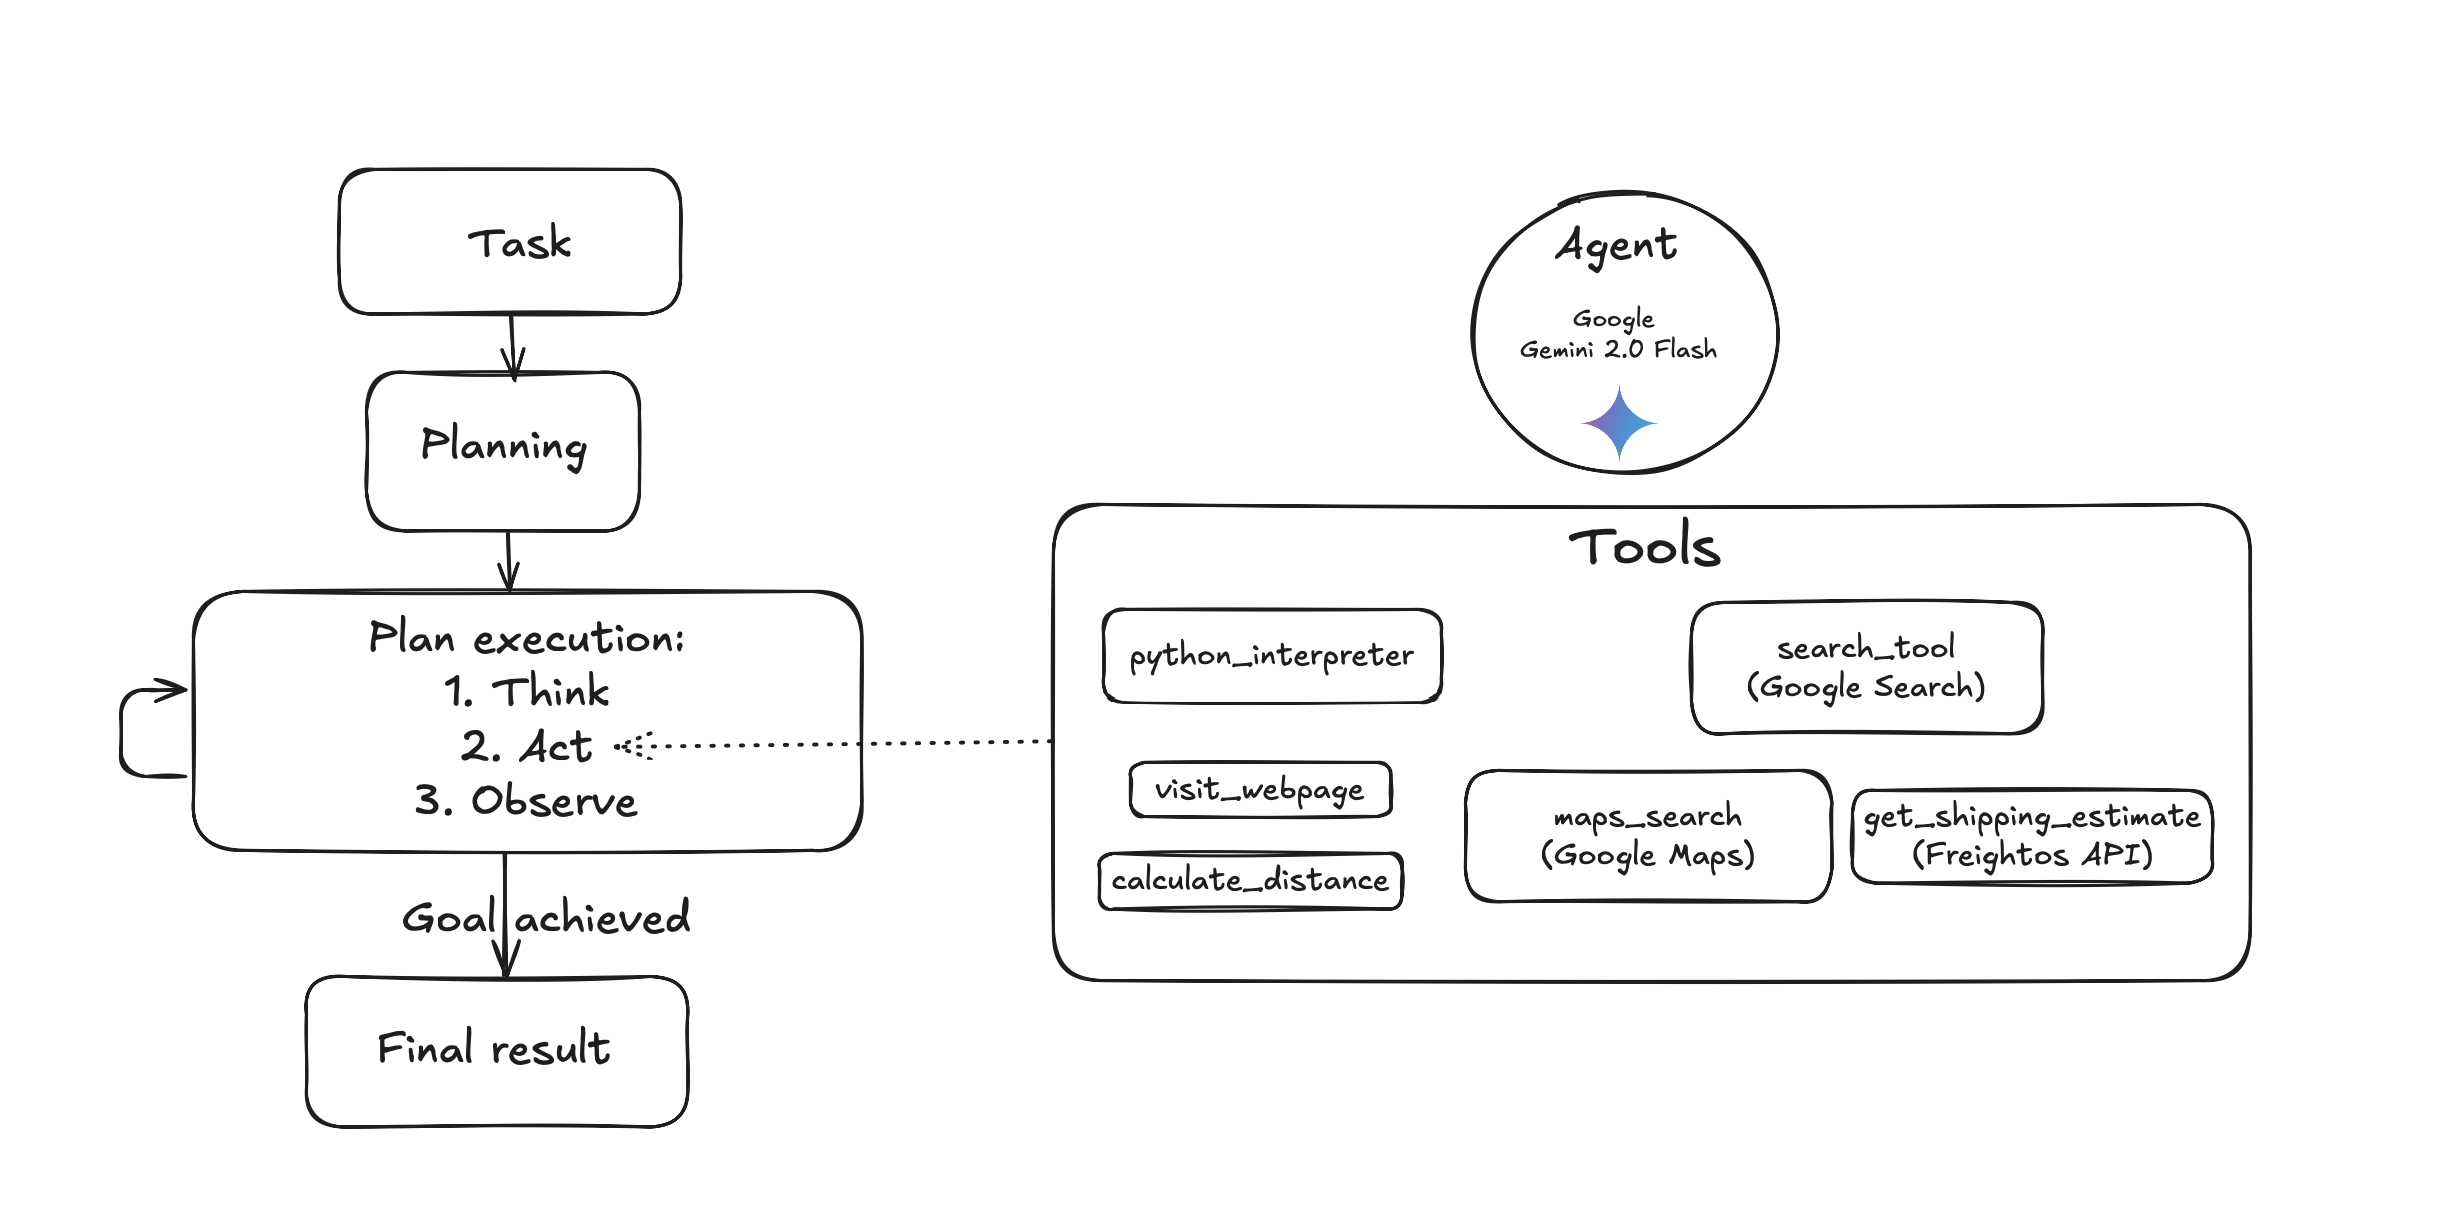 Task
Planning
Plan execution:
1. Think
2. Act
3. Observe
Goal achieved
Final result
Agent
Google
Gemini 2.0 Flash
Tools
python_interpreter
search_tool
(Google Search)
visit_webpage
maps_search
(Google Maps)
get_shipping_estimate
(Freightos API)
calculate_distance